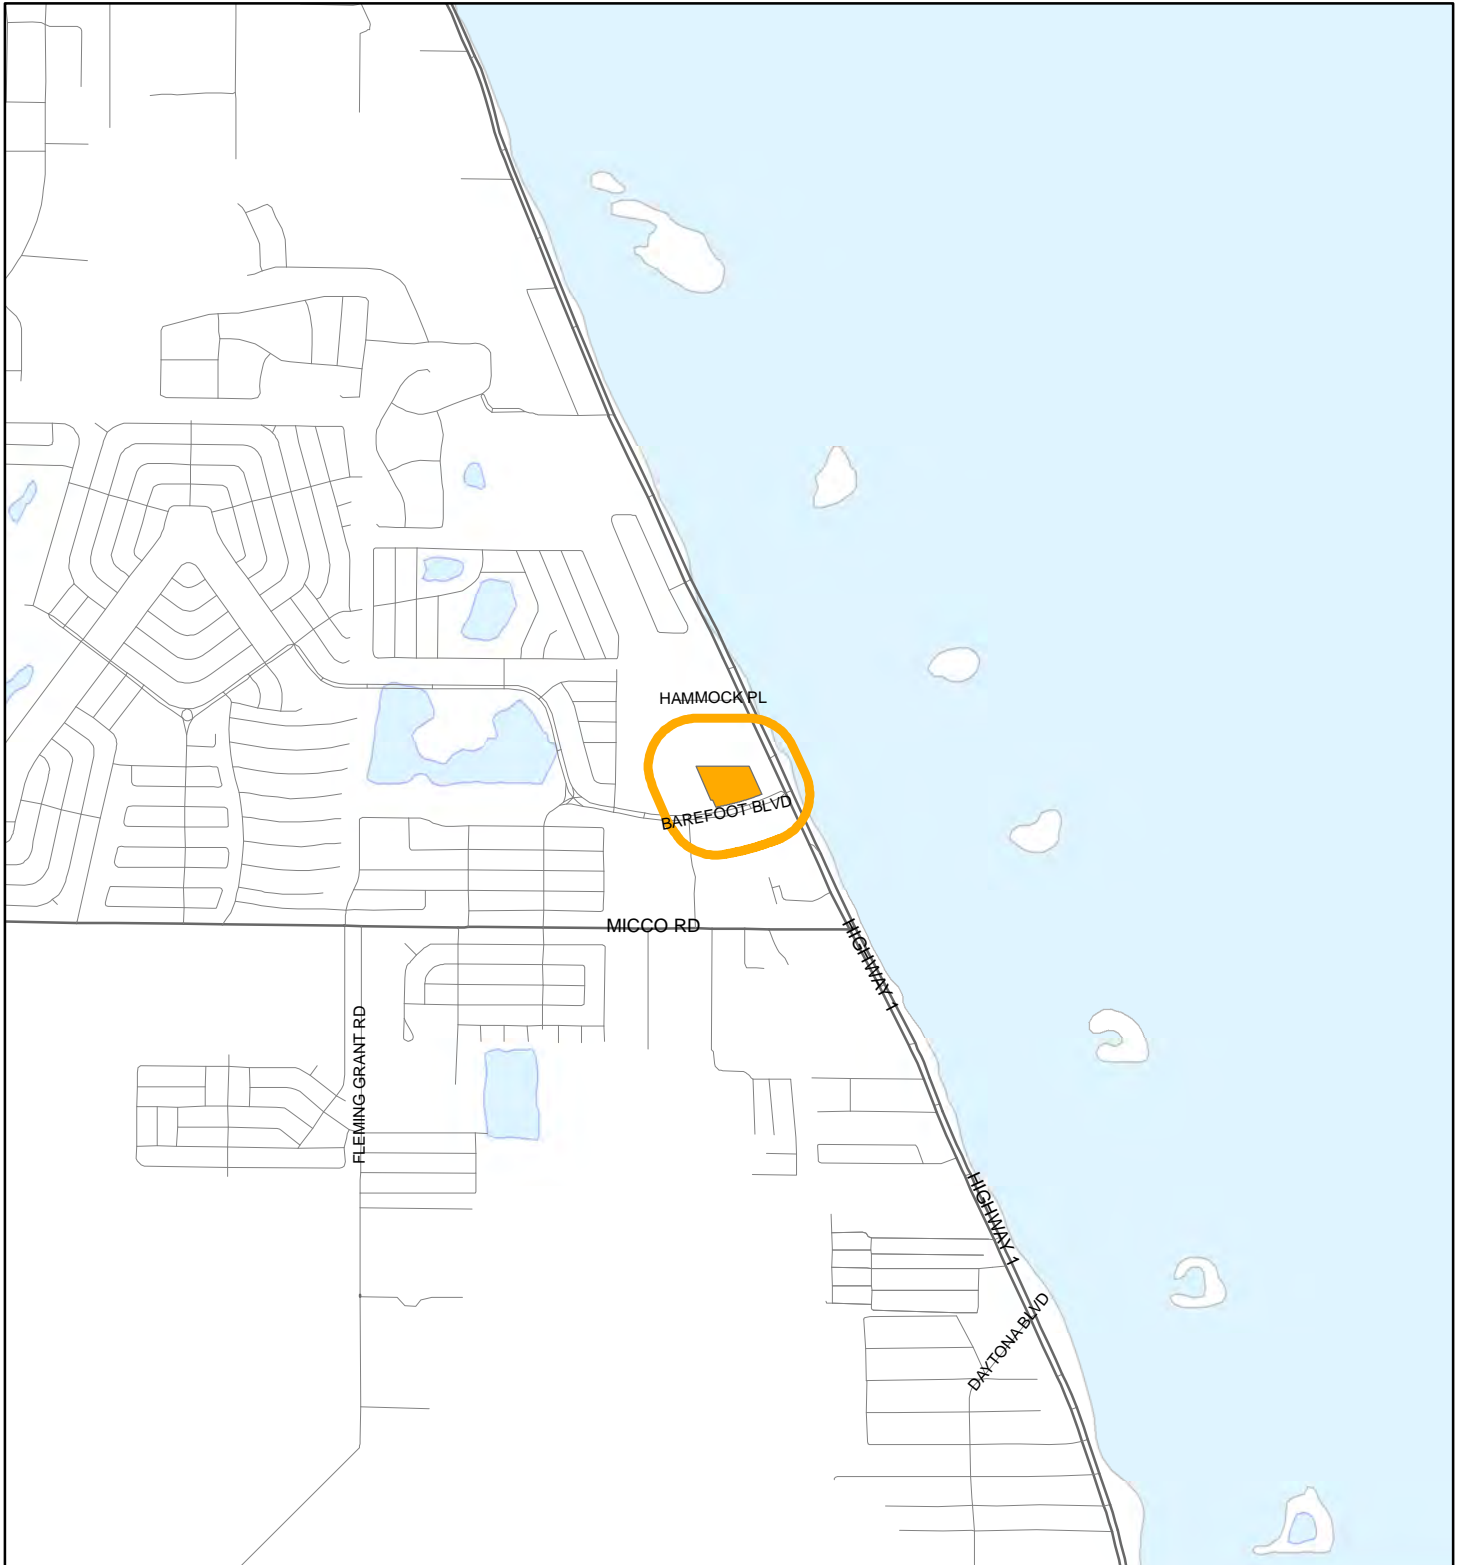 HAMMOCK PL
BAREFOOT BLVD
MICCO RD
HIGHWAY 1
FLEMING GRANT RD
HIGHWAY 1
DAYTONA BLVD